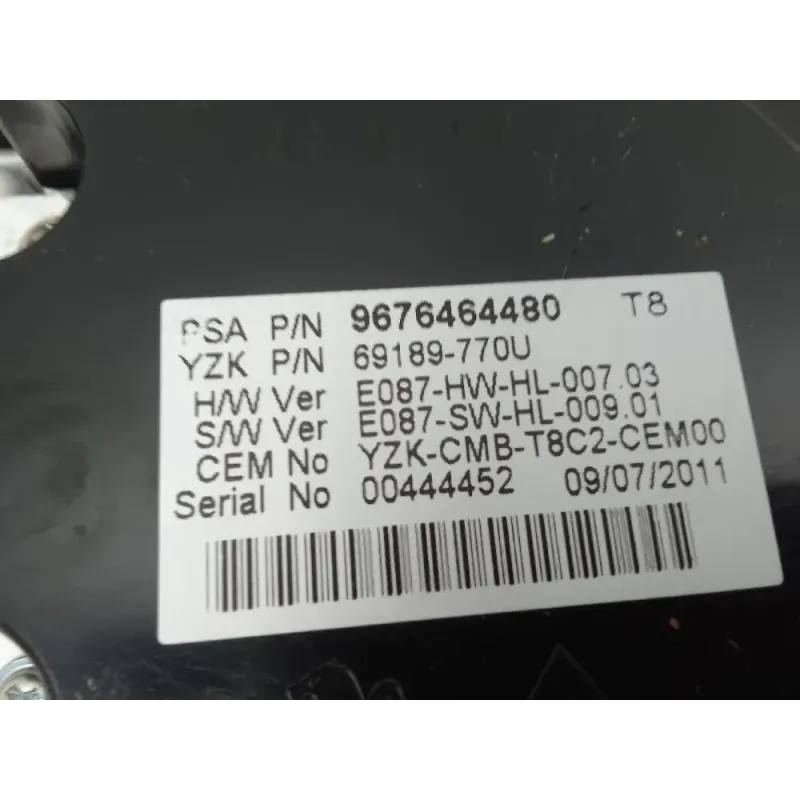 PSA P/N 9676464480 T8
YZK P/N 69189-770U
H/W Ver E087-HW-HL-007.03
S/W Ver E087-SW-HL-009.01
CEM No YZK-CMB-T8C2-CEM00
Serial No 00444452 09/07/2011